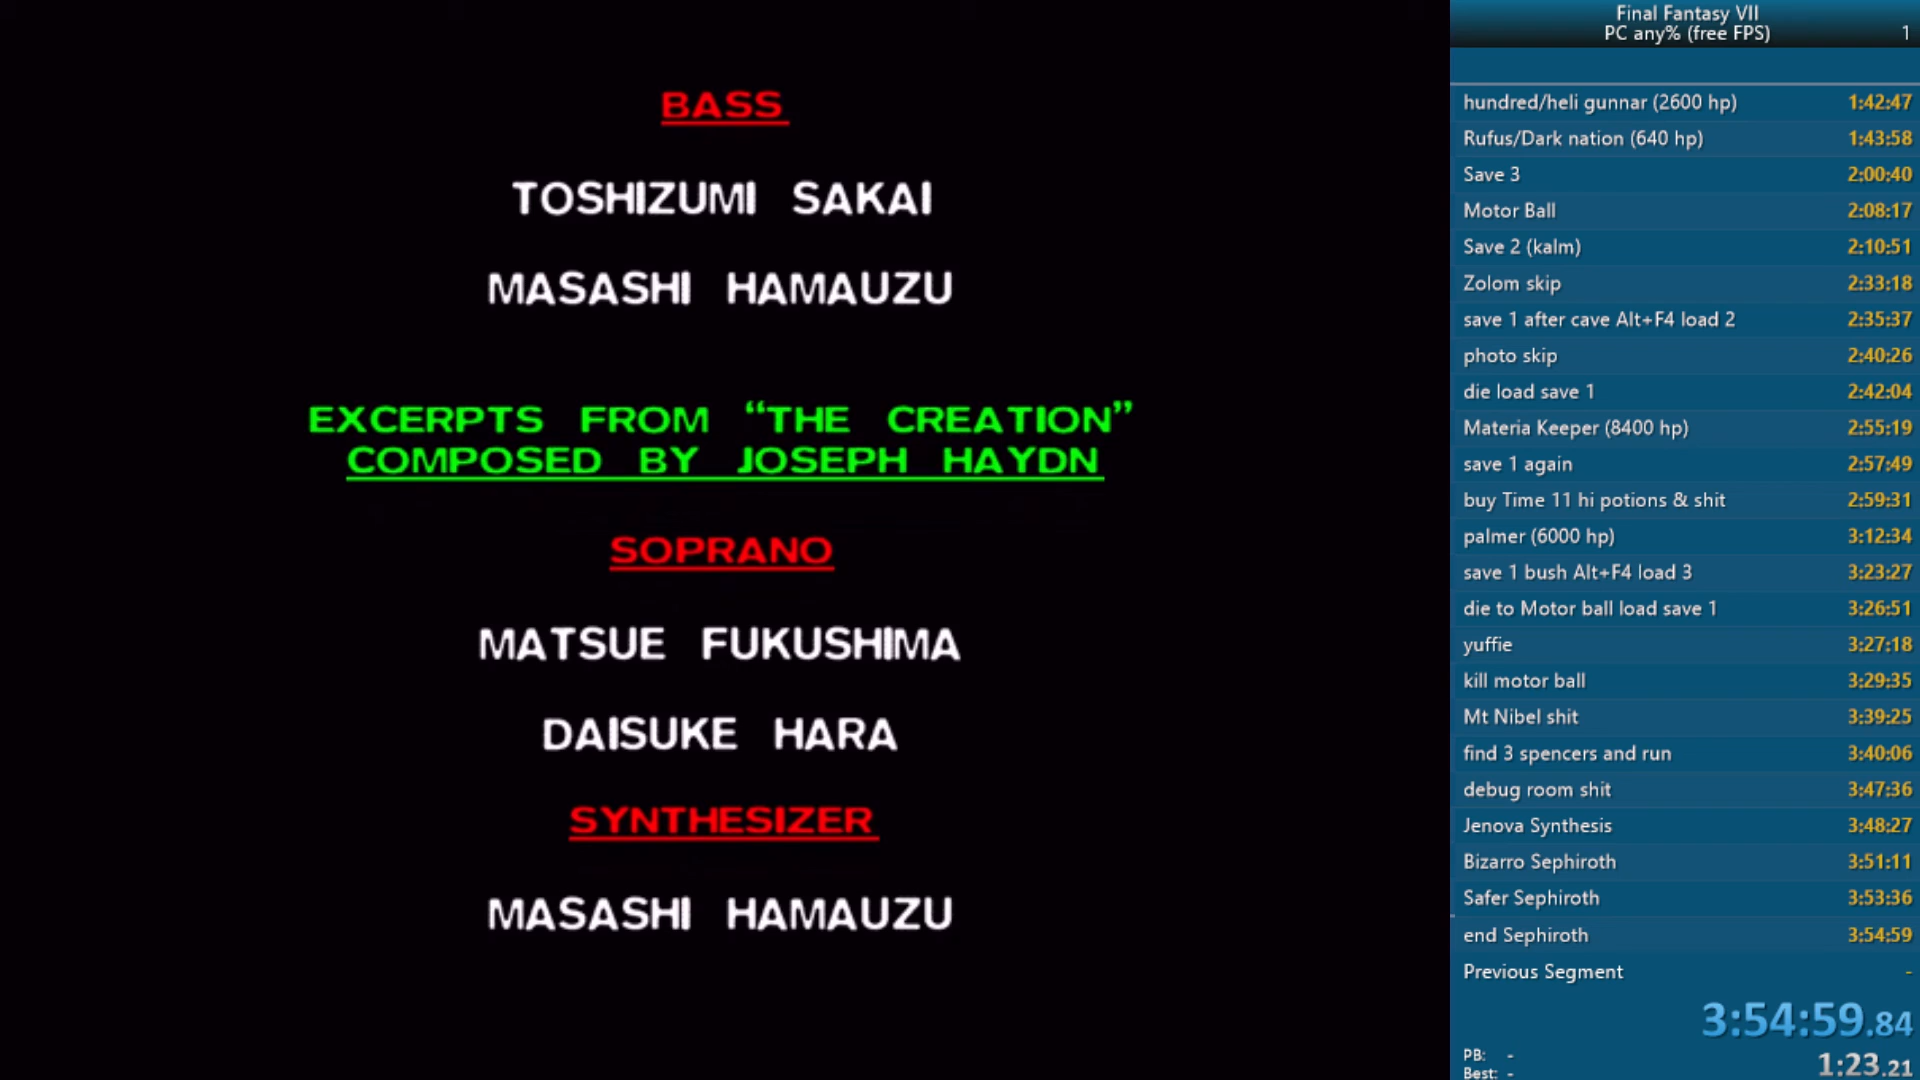 BASS
TOSHIZUMI SAKAI
MASASHI HAMAUZU
EXCERPTS FROM “THE CREATION”
COMPOSED BY JOSEPH HAYDN
SOPRANO
MATSUE FUKUSHIMA
DAISUKE HARA
SYNTHESIZER
MASASHI HAMAUZU
Final Fantasy VII
PC any% (free FPS) 1
hundred/heli gunnar (2600 hp) 1:42:47
Rufus/Dark nation (640 hp) 1:43:58
Save 3 2:00:40
Motor Ball 2:08:17
Save 2 (kalm) 2:10:51
Zolom skip 2:33:18
save 1 after cave Alt+F4 load 2 2:35:37
photo skip 2:40:26
die load save 1 2:42:04
Materia Keeper (8400 hp) 2:55:19
save 1 again 2:57:49
buy Time 11 hi potions & shit 2:59:31
palmer (6000 hp) 3:12:34
save 1 bush Alt+F4 load 3 3:23:27
die to Motor ball load save 1 3:26:51
yuffie 3:27:18
kill motor ball 3:29:35
Mt Nibel shit 3:39:25
find 3 spencers and run 3:40:06
debug room shit 3:47:36
Jenova Synthesis 3:48:27
Bizarro Sephiroth 3:51:11
Safer Sephiroth 3:53:36
end Sephiroth 3:54:59
Previous Segment -
3:54:59.84
PB: -
Best: - 1:23.21